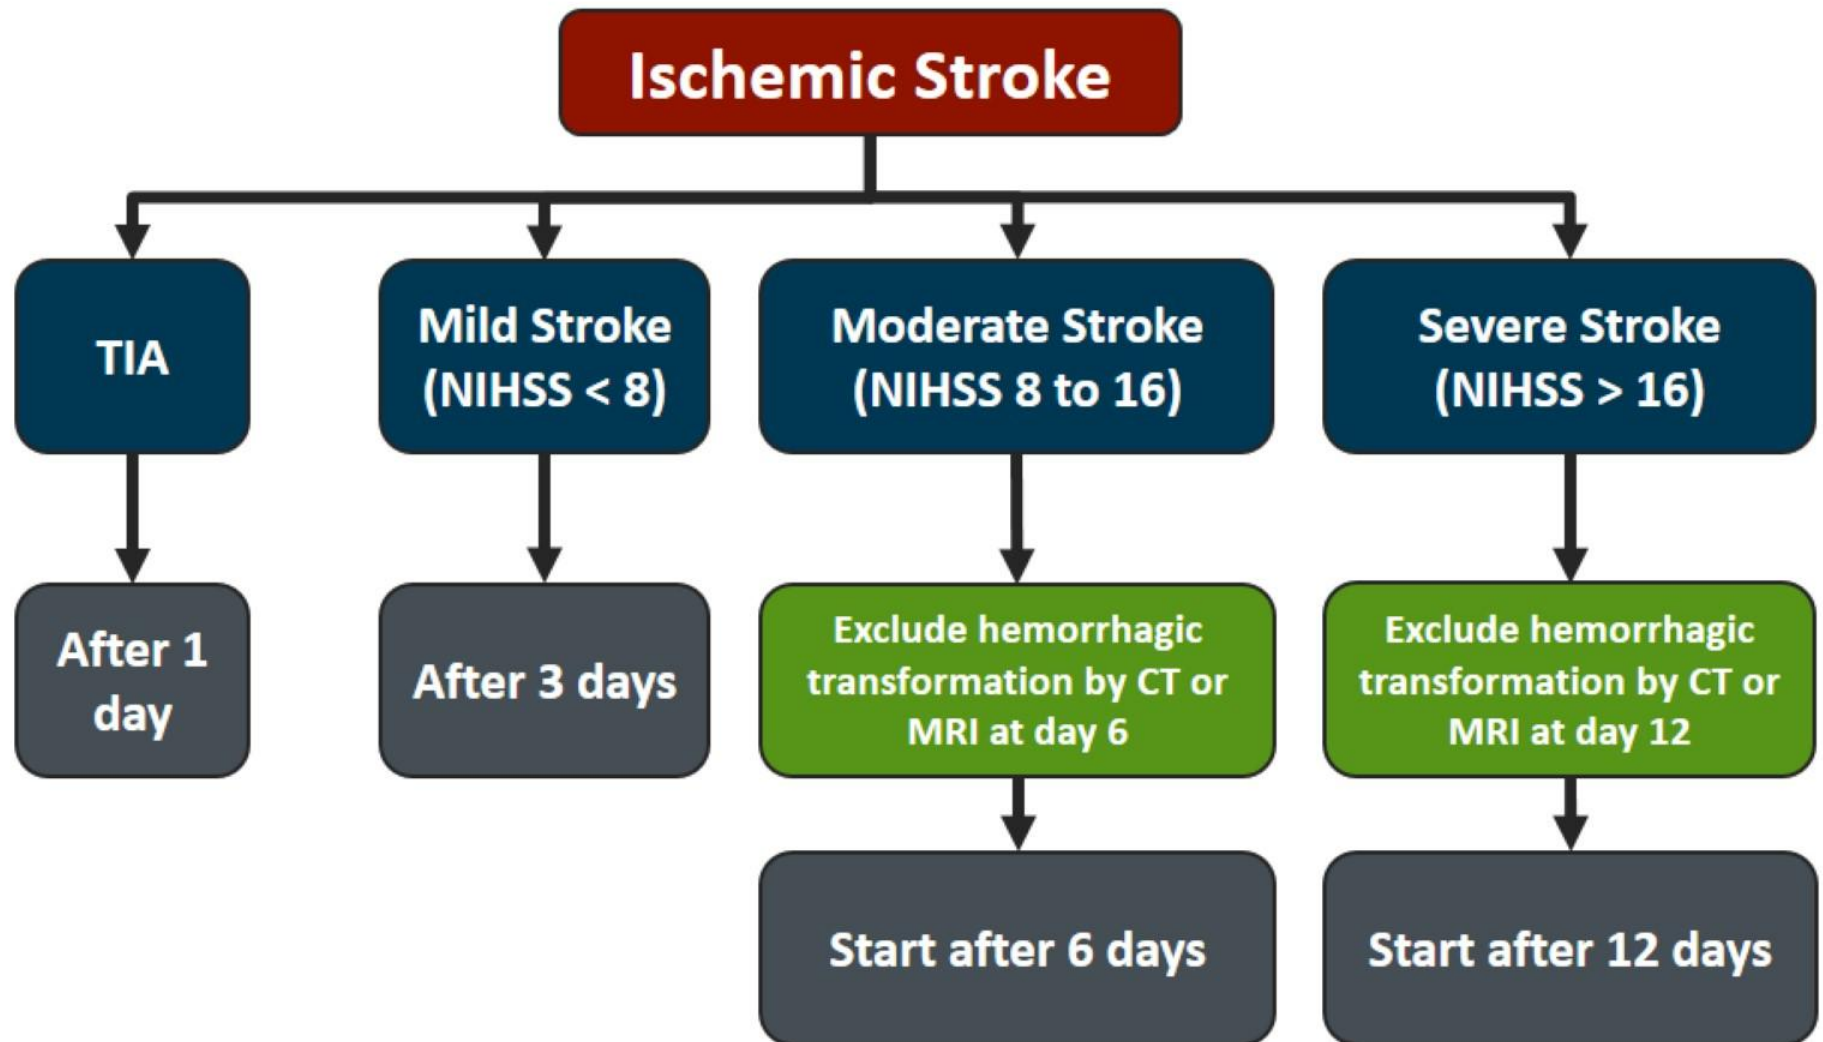 Ischemic Stroke
TIA
Mild Stroke
(NIHSS < 8)
Moderate Stroke
(NIHSS 8 to 16)
Severe Stroke
(NIHSS > 16)
After 1
day
After 3 days
Exclude hemorrhagic
transformation by CT or
MRI at day 6
Exclude hemorrhagic
transformation by CT or
MRI at day 12
Start after 6 days
Start after 12 days